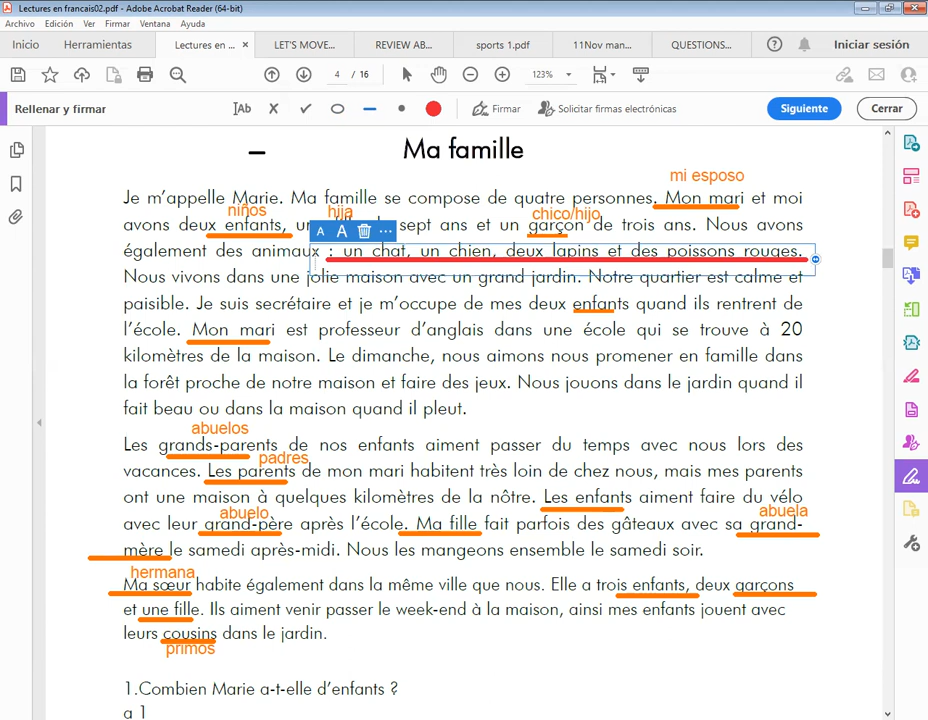 Lectures en francais02.pdf - Adobe Acrobat Reader (64-bit)
Archivo Edición Ver Firmar Ventana Ayuda
Inicio Herramientas Lectures en ... × LET'S MOVE... REVIEW AB... sports 1.pdf 11Nov man... QUESTIONS... Iniciar sesión
4 / 16 123%
Rellenar y firmar Ab Firmar Solicitar firmas electrónicas Siguiente Cerrar
– Ma famille
mi esposo
Je m'appelle Marie. Ma famille se compose de quatre personnes. Mon mari et moi
niños hija chico/hijo
avons deux enfants, sept ans et un garçon de trois ans. Nous avons
A A ...
également des animaux : un chat, un chien, deux lapins et des poissons rouges.
Nous vivons dans une jolie maison avec un grand jardin. Notre quartier est calme et
paisible. Je suis secrétaire et je m'occupe de mes deux enfants quand ils rentrent de
l'école. Mon mari est professeur d'anglais dans une école qui se trouve à 20
kilomètres de la maison. Le dimanche, nous aimons nous promener en famille dans
la forêt proche de notre maison et faire des jeux. Nous jouons dans le jardin quand il
fait beau ou dans la maison quand il pleut.
abuelos
Les grands-parents de nos enfants aiment passer du temps avec nous lors des
padres
vacances. Les parents de mon mari habitent très loin de chez nous, mais mes parents
ont une maison à quelques kilomètres de la nôtre. Les enfants aiment faire du vélo
abuelo abuela
avec leur grand-père après l'école. Ma fille fait parfois des gâteaux avec sa grand-
mère le samedi après-midi. Nous les mangeons ensemble le samedi soir.
hermana
Ma sœur habite également dans la même ville que nous. Elle a trois enfants, deux garçons
et une fille. Ils aiment venir passer le week-end à la maison, ainsi mes enfants jouent avec
leurs cousins dans le jardin.
primos
1.Combien Marie a-t-elle d'enfants ?
a 1